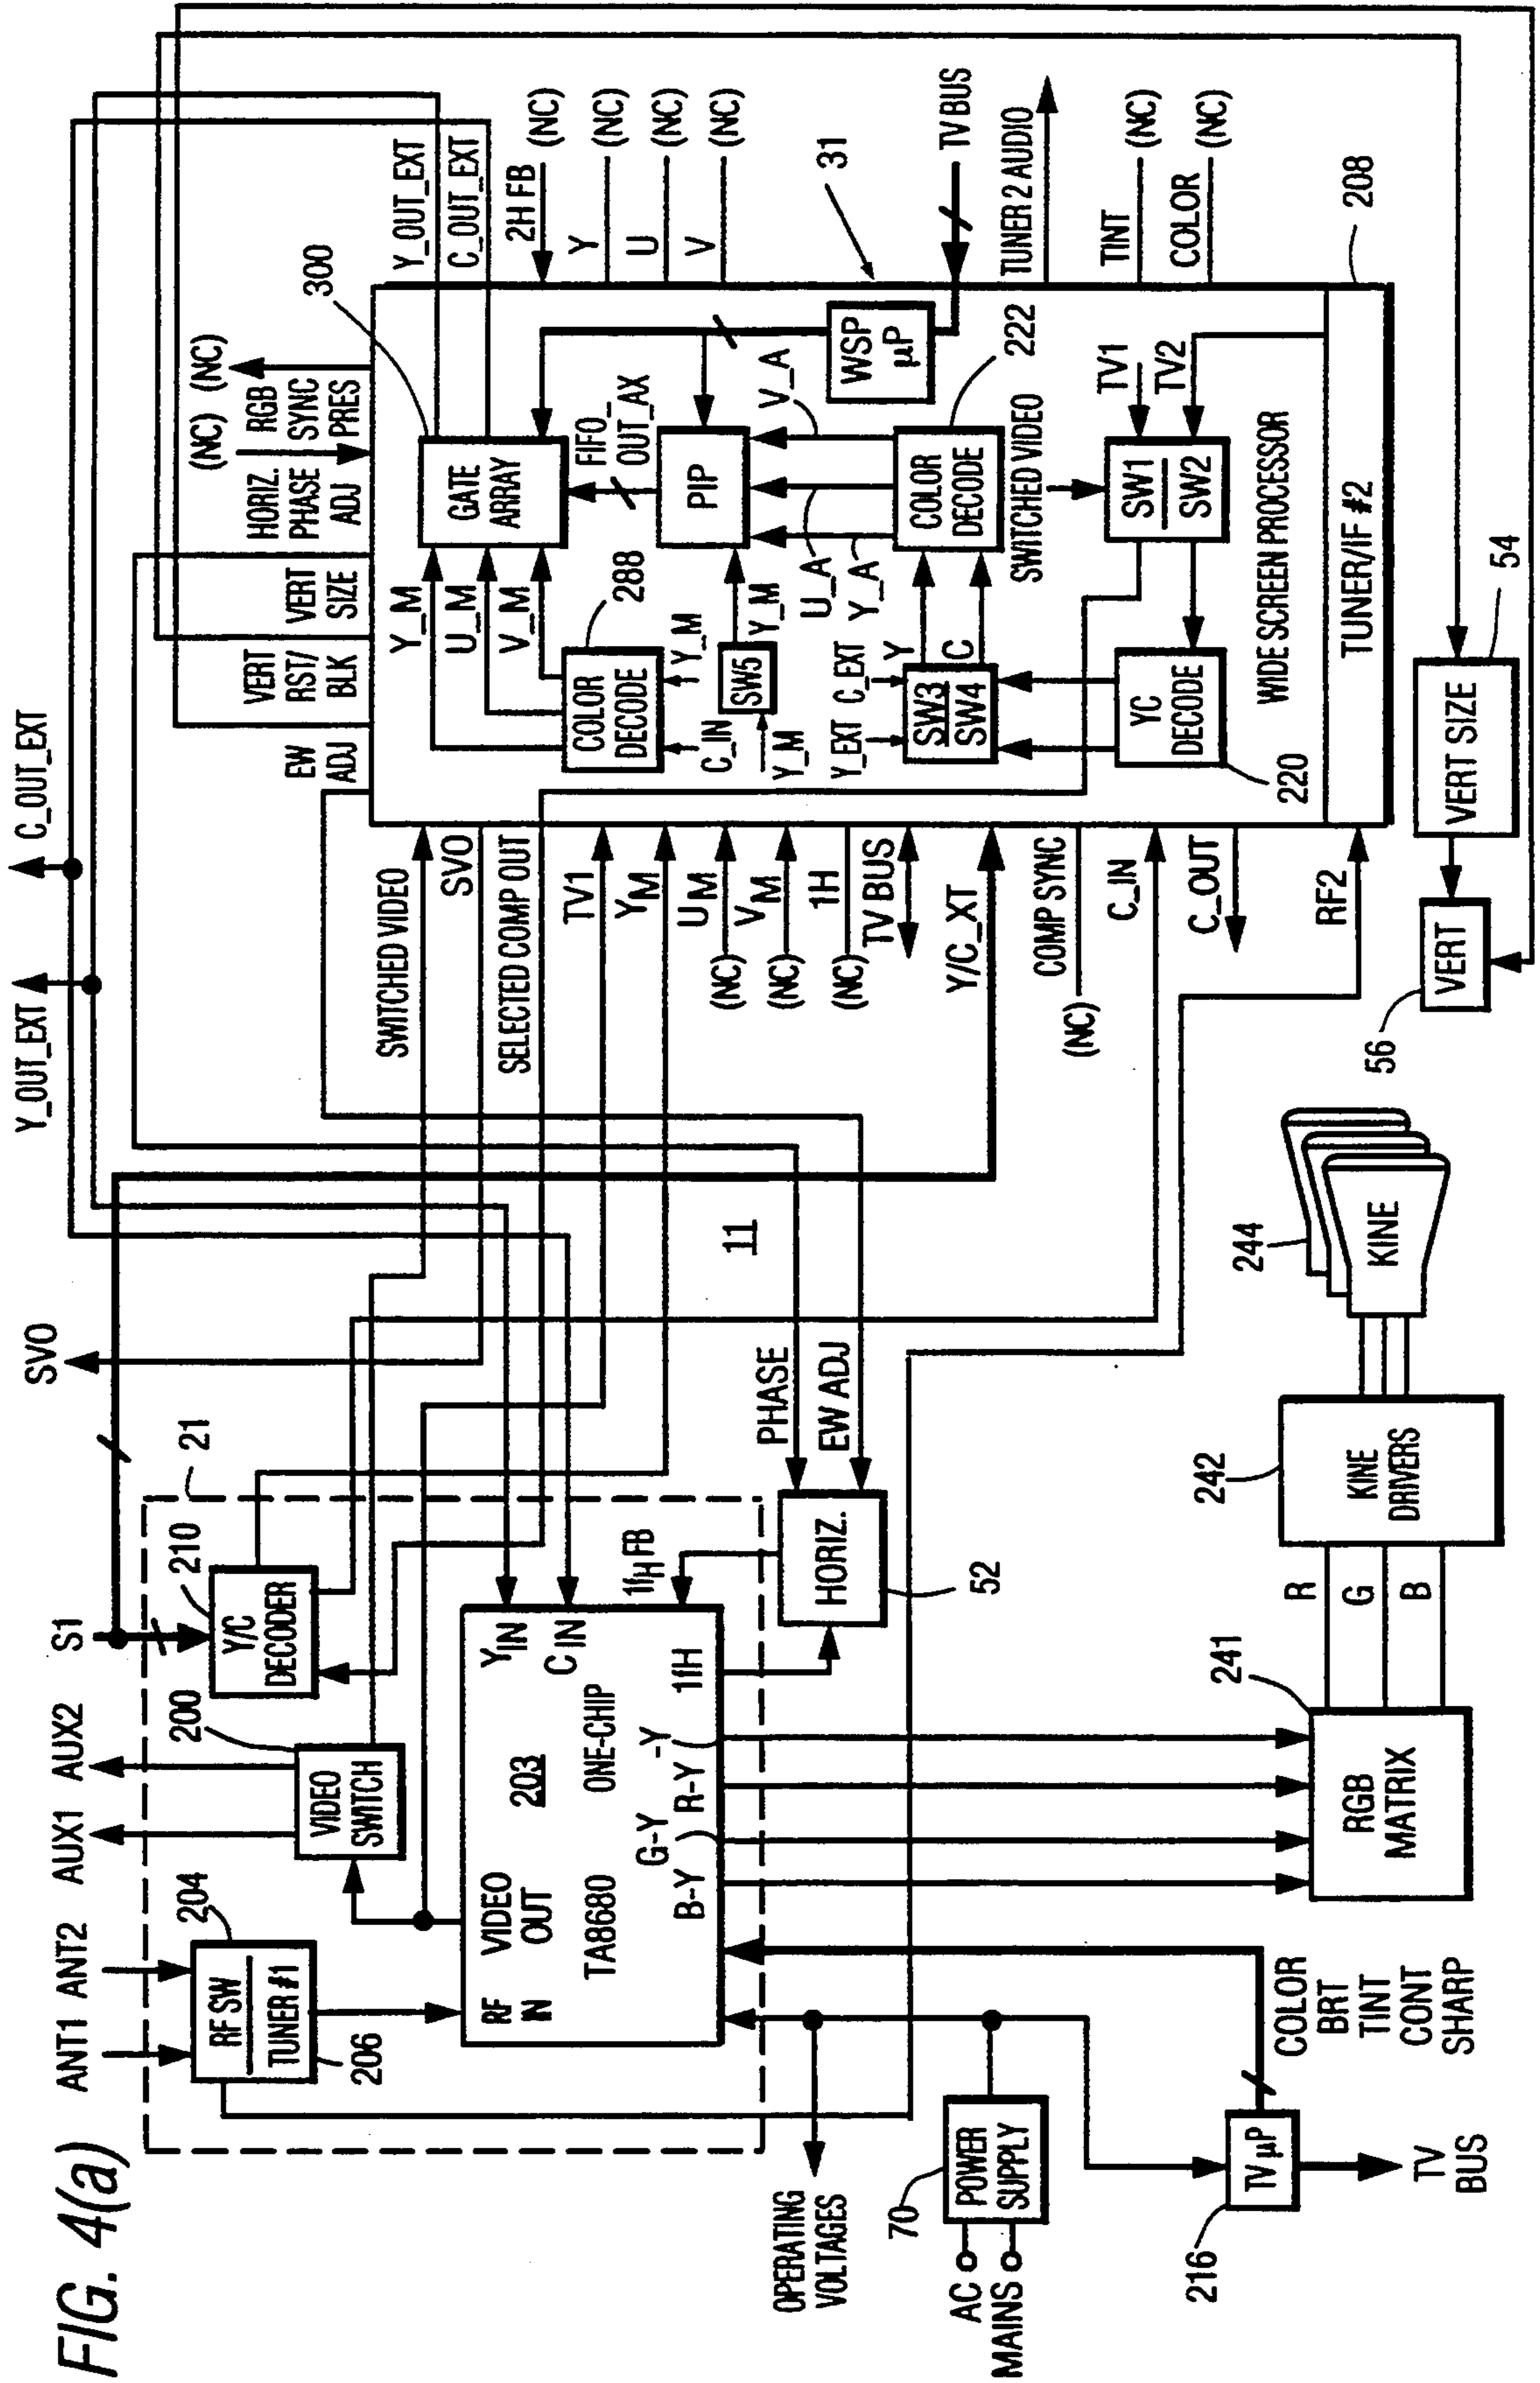 FIG. 4(a)
ANT1
ANT2
AUX1
AUX2
S1
SVO
Y_OUT_EXT
C_OUT_EXT
204
RF SW
TUNER #1
206
200
VIDEO
SWITCH
210
Y/C
DECODER
21
RF
IN
VIDEO
OUT
TA8680
203
ONE-CHIP
YIN
CIN
1fHFB
1fH
B-Y
G-Y
R-Y
-Y
HORIZ.
52
PHASE
EW ADJ
11
OPERATING
VOLTAGES
70
POWER
SUPPLY
AC
MAINS
216
TV µP
TV
BUS
COLOR
BRT
TINT
CONT
SHARP
241
RGB
MATRIX
R
G
B
242
KINE
DRIVERS
244
KINE
EW
ADJ
VERT
RST/
BLK
VERT
SIZE
HORIZ.
PHASE
ADJ
(NC)
RGB
SYNC
PRES
(NC)
300
Y_OUT_EXT
C_OUT_EXT
SWITCHED VIDEO
SVO
SELECTED COMP OUT
TV1
YM
UM
(NC)
VM
(NC)
1H
(NC)
TV BUS
Y/C_XT
COMP SYNC
(NC)
C_IN
C_OUT
RF2
Y_M
U_M
V_M
GATE
ARRAY
COLOR
DECODE
288
C_IN
Y_M
SW5
Y_M
Y_M
FIFO_
OUT_AX
PIP
U_A
Y_A
V_A
WSP
µP
Y_EXT
C_EXT
SW3
SW4
Y
C
COLOR
DECODE
222
SWITCHED VIDEO
TV1
TV2
SW1
SW2
YC
DECODE
220
WIDE SCREEN PROCESSOR
TUNER/IF #2
208
2H FB
(NC)
Y
(NC)
U
(NC)
V
(NC)
31
TV BUS
TUNER 2 AUDIO
TINT
(NC)
COLOR
(NC)
56
VERT
VERT SIZE
54